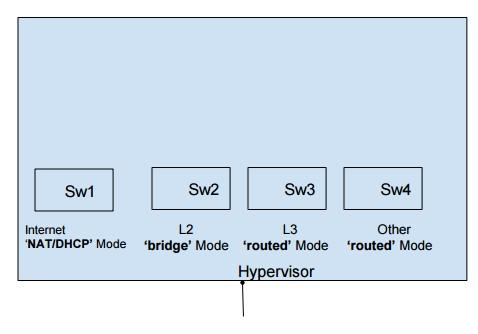 Sw1
Sw2
Sw3
Sw4
Internet
'NAT/DHCP' Mode
L2
'bridge' Mode
L3
'routed' Mode
Other
'routed' Mode
Hypervisor